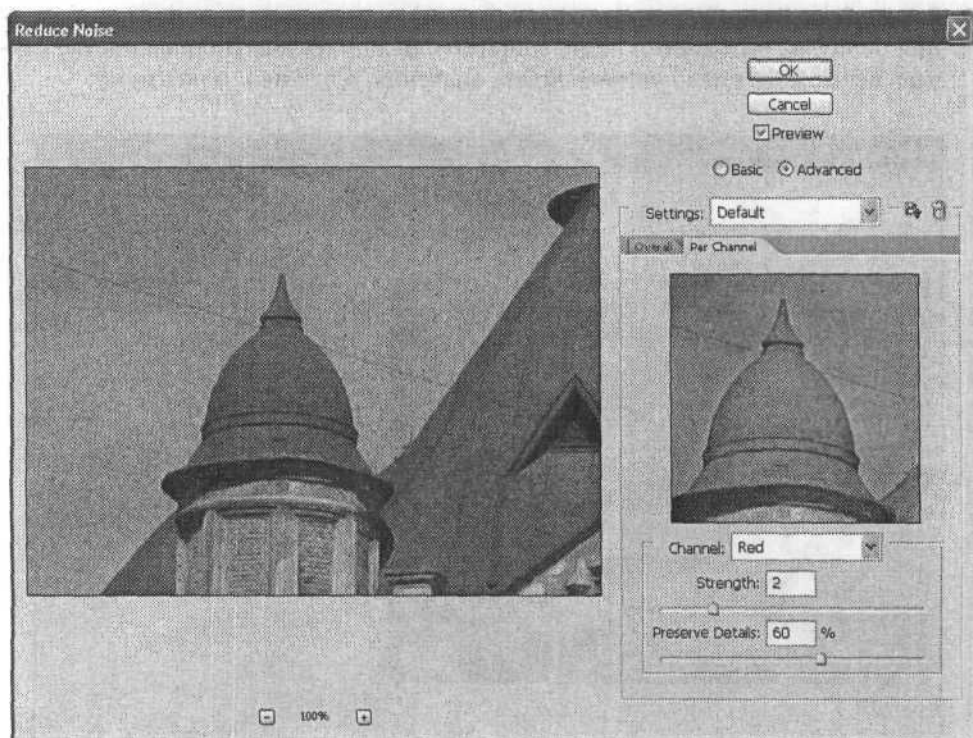 Reduce Noise
OK
Cancel
Preview
Basic Advanced
Settings: Default
Overall Per Channel
Channel: Red
Strength: 2
Preserve Details: 60 %
100%